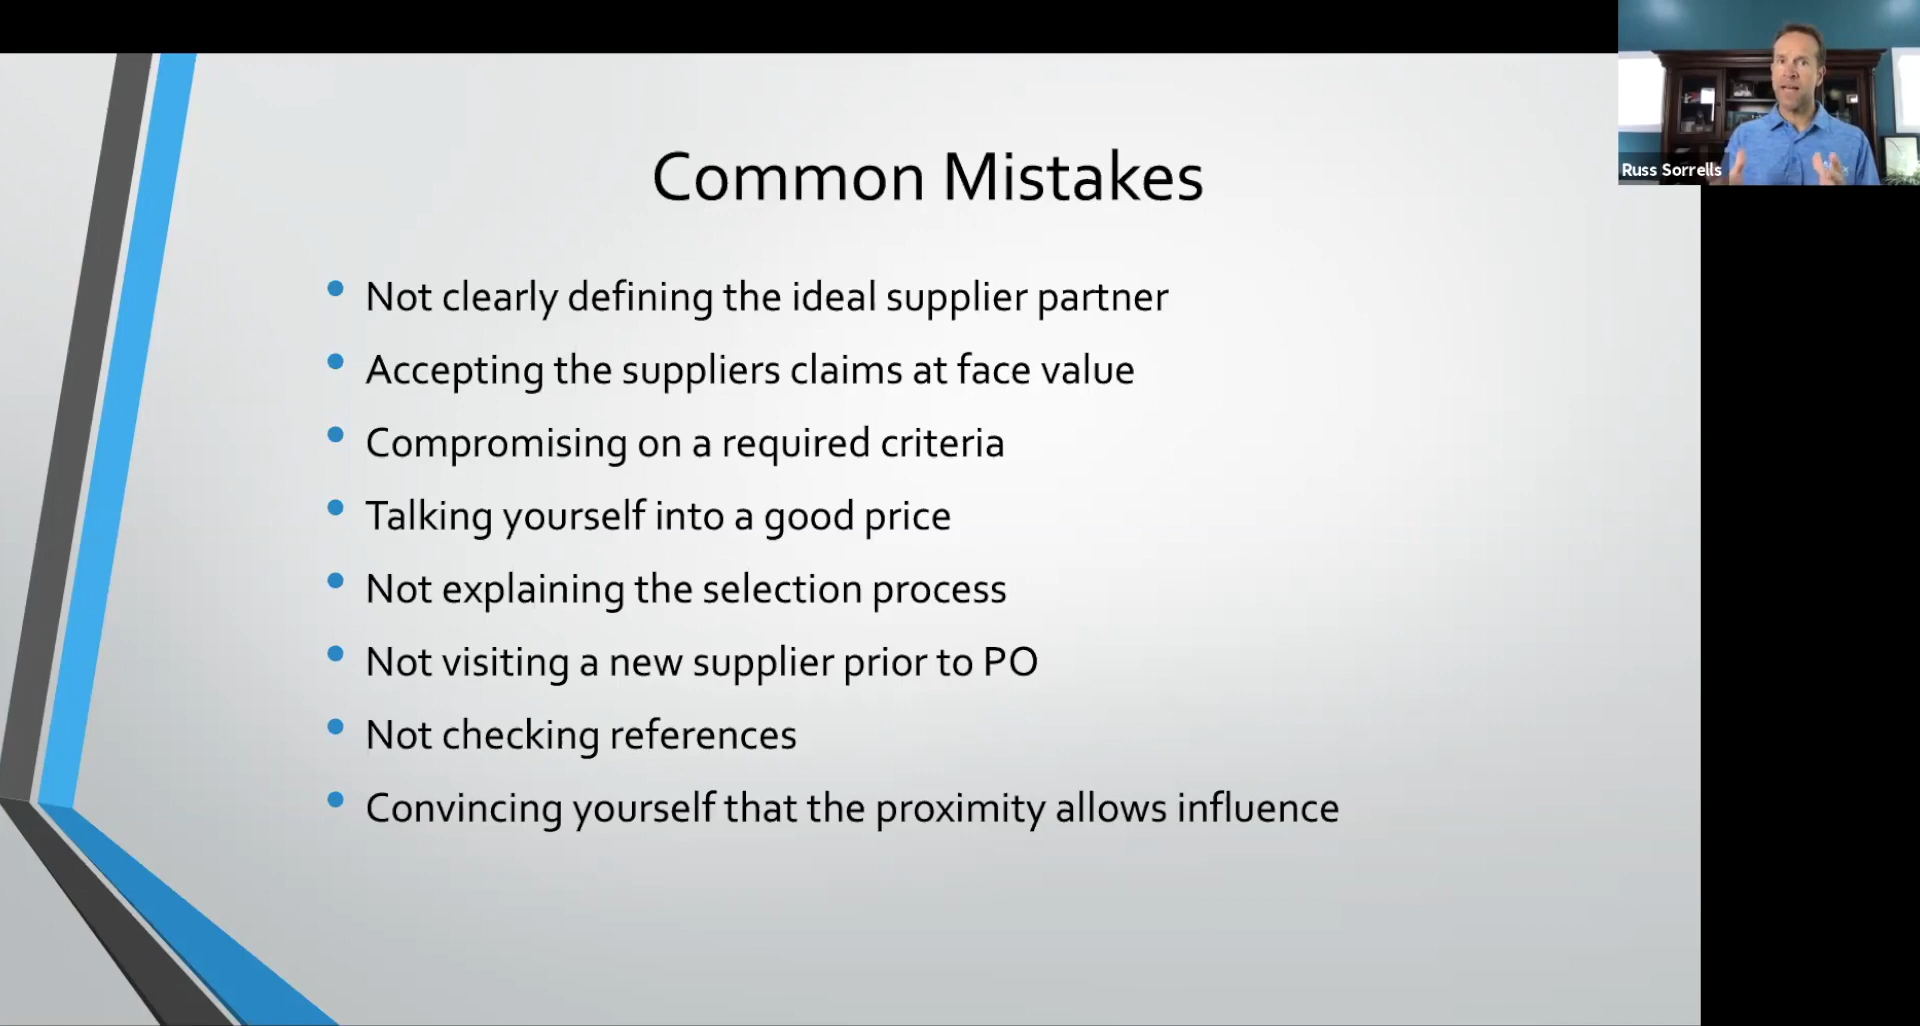 Common Mistakes
Not clearly defining the ideal supplier partner
Accepting the suppliers claims at face value
Compromising on a required criteria
Talking yourself into a good price
Not explaining the selection process
Not visiting a new supplier prior to PO
Not checking references
Convincing yourself that the proximity allows influence
Russ Sorrells